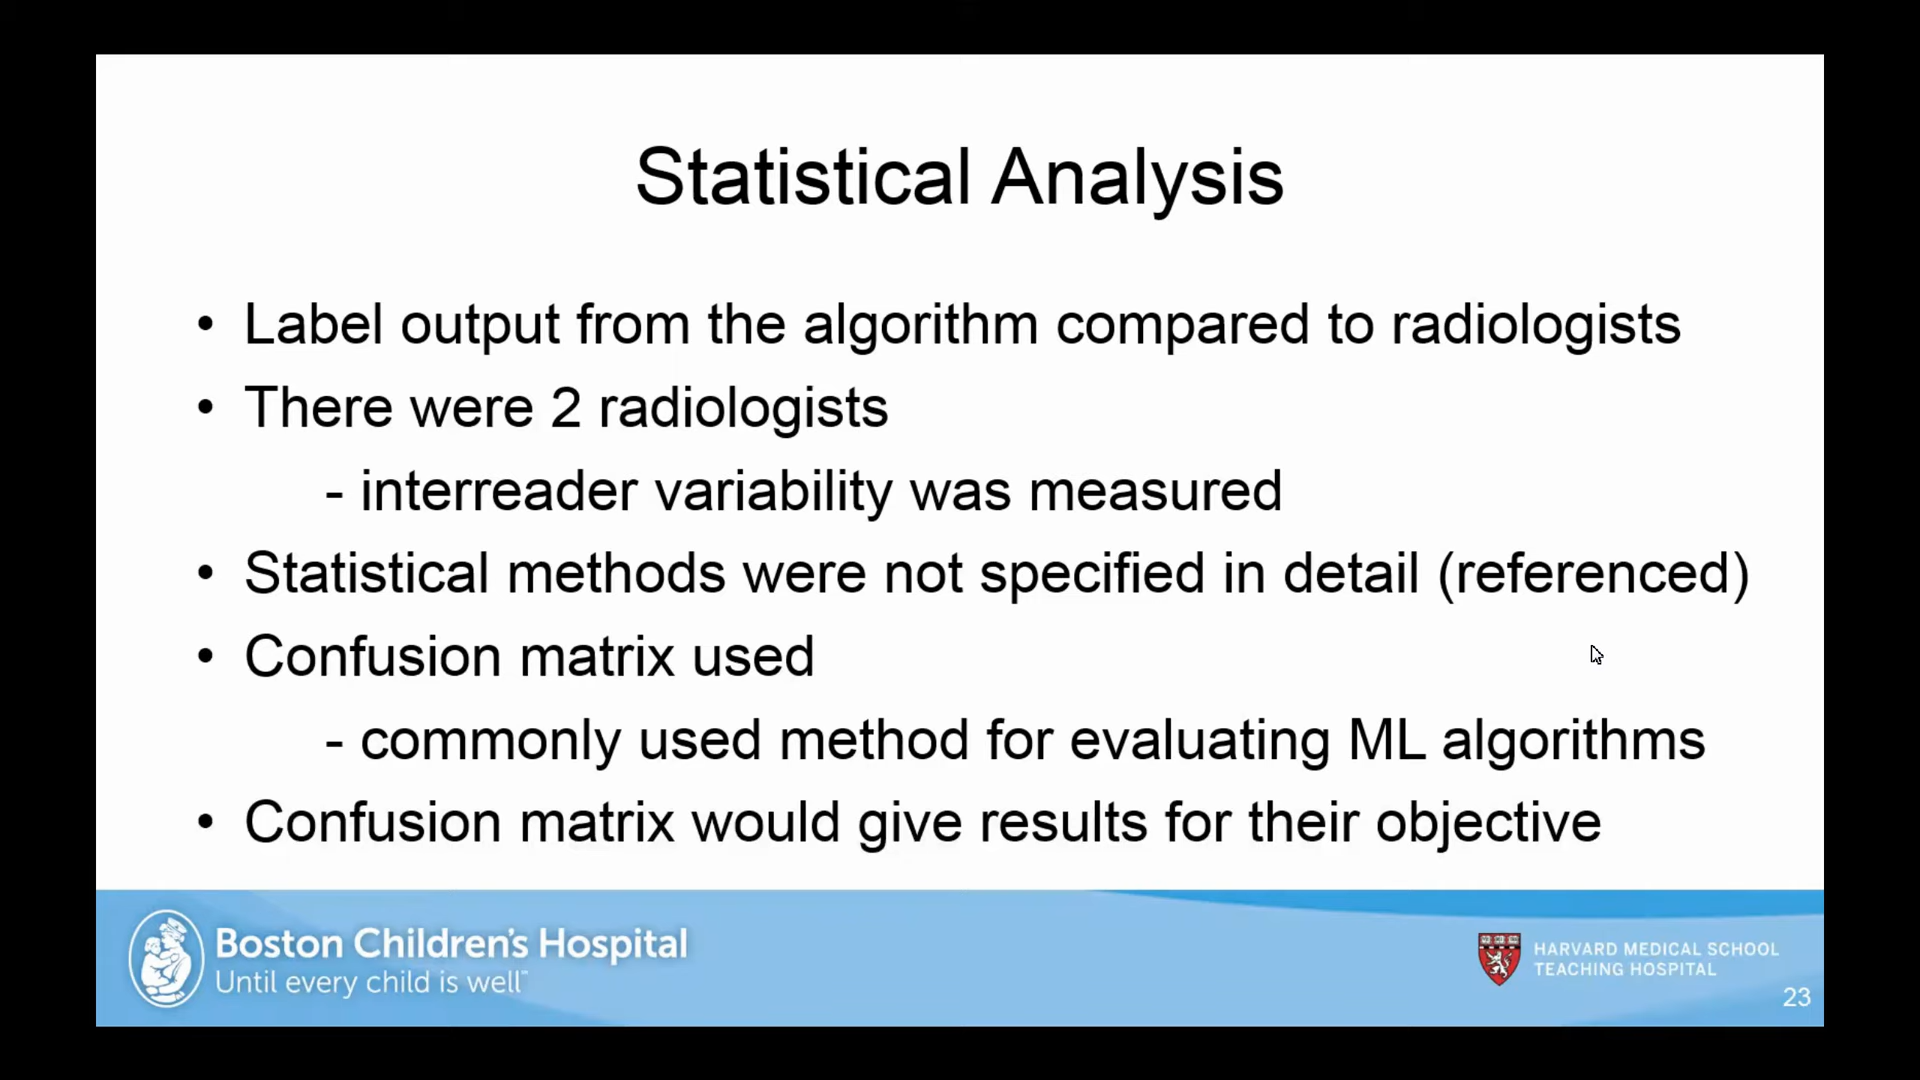 Statistical Analysis
• Label output from the algorithm compared to radiologists
• There were 2 radiologists
- interreader variability was measured
• Statistical methods were not specified in detail (referenced)
• Confusion matrix used
- commonly used method for evaluating ML algorithms
• Confusion matrix would give results for their objective
Boston Children's Hospital
Until every child is well™
HARVARD MEDICAL SCHOOL
TEACHING HOSPITAL
23